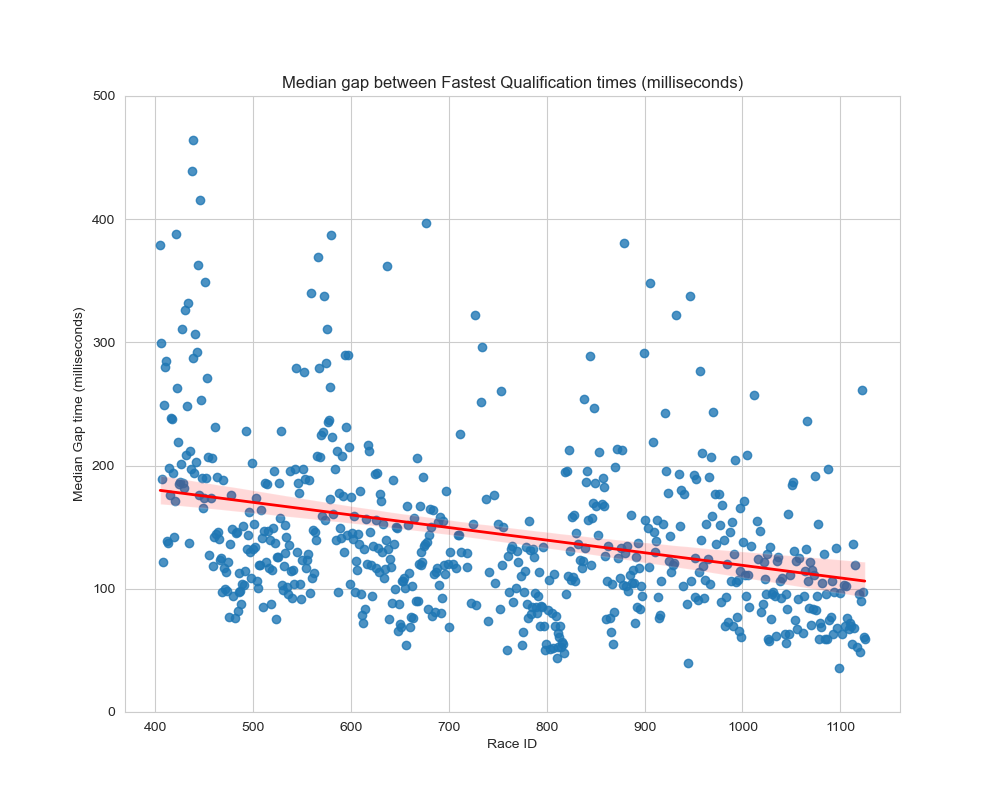 Median gap between Fastest Qualification times (milliseconds)
500
400
300
200
100
0
Median Gap time (milliseconds)
400 500 600 700 800 900 1000 1100
Race ID